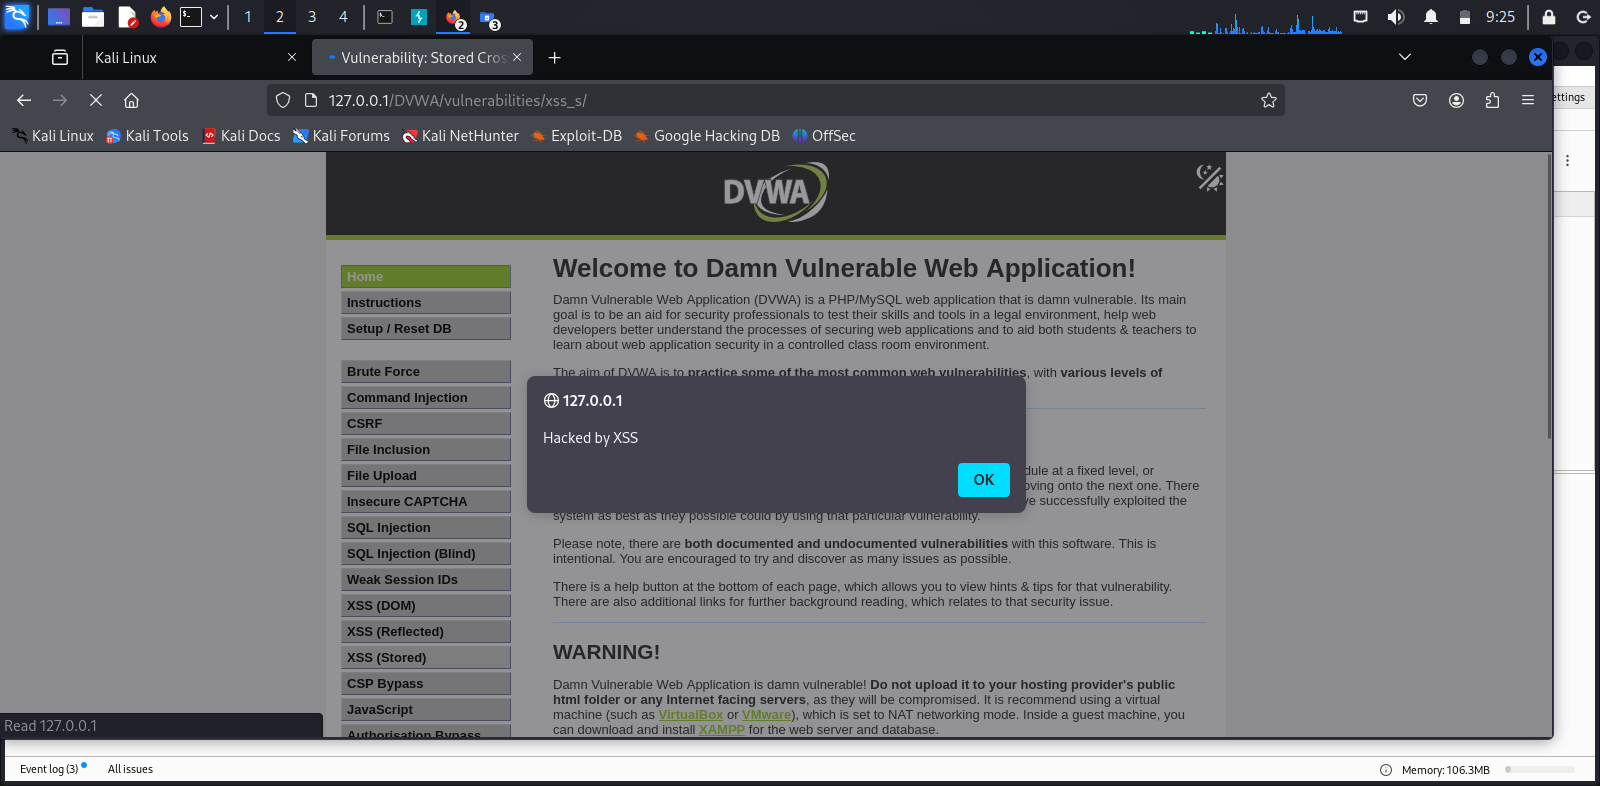 1 2 3 4 2 3 9:25
Kali Linux Vulnerability: Stored Cros
127.0.0.1/DVWA/vulnerabilities/xss_s/
ettings
Kali Linux Kali Tools Kali Docs Kali Forums Kali NetHunter Exploit-DB Google Hacking DB OffSec
DVWA
Home
Instructions
Setup / Reset DB
Brute Force
Command Injection
CSRF
File Inclusion
File Upload
Insecure CAPTCHA
SQL Injection
SQL Injection (Blind)
Weak Session IDs
XSS (DOM)
XSS (Reflected)
XSS (Stored)
CSP Bypass
JavaScript
Authorisation Bypass
Welcome to Damn Vulnerable Web Application!
Damn Vulnerable Web Application (DVWA) is a PHP/MySQL web application that is damn vulnerable. Its main
goal is to be an aid for security professionals to test their skills and tools in a legal environment, help web
developers better understand the processes of securing web applications and to aid both students & teachers to
learn about web application security in a controlled class room environment.
The aim of DVWA is to practice some of the most common web vulnerabilities, with various levels of
127.0.0.1
Hacked by XSS
OK
dule at a fixed level, or
oving onto the next one. There
ve successfully exploited the
system as best as they possible could by using that particular vulnerability.
Please note, there are both documented and undocumented vulnerabilities with this software. This is
intentional. You are encouraged to try and discover as many issues as possible.
There is a help button at the bottom of each page, which allows you to view hints & tips for that vulnerability.
There are also additional links for further background reading, which relates to that security issue.
WARNING!
Damn Vulnerable Web Application is damn vulnerable! Do not upload it to your hosting provider's public
html folder or any Internet facing servers, as they will be compromised. It is recommend using a virtual
machine (such as VirtualBox or VMware), which is set to NAT networking mode. Inside a guest machine, you
can download and install XAMPP for the web server and database.
Read 127.0.0.1
Event log (3) All issues Memory: 106.3MB